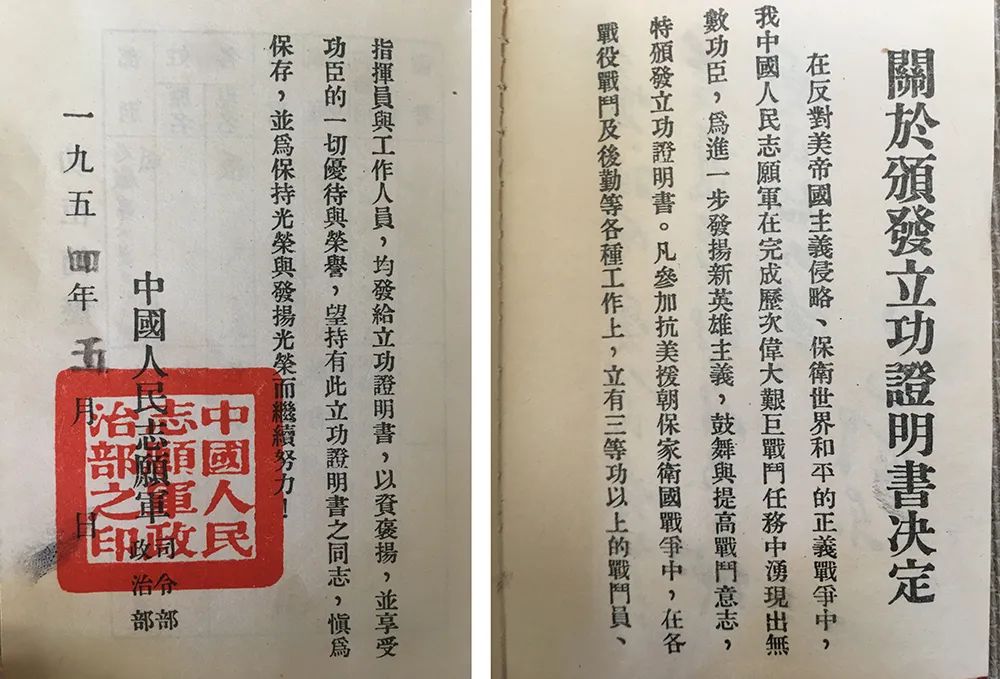 關於頒發立功證明書决定
在反對美帝國主義侵略、保衛世界和平的正義戰爭中，
我中國人民志願軍在完成歷次偉大艱巨戰鬥任務中湧現出無
數功臣，爲進一步發揚新英雄主義，鼓舞與提高戰鬥意志，
特頒發立功證明書。凡參加抗美援朝保家衛國戰爭中，在各
戰役戰鬥及後勤等各種工作上，立有三等功以上的戰鬥員、
指揮員與工作人員，均發給立功證明書，以資褒揚，並享受
功臣的一切優待與榮譽，望持有此立功證明書之同志，慎爲
保存，並爲保持光榮與發揚光榮而繼續努力！
中國人民志願軍
司令部
政治部
一九五四年五月 日
中國人民
志願軍政
治部之印